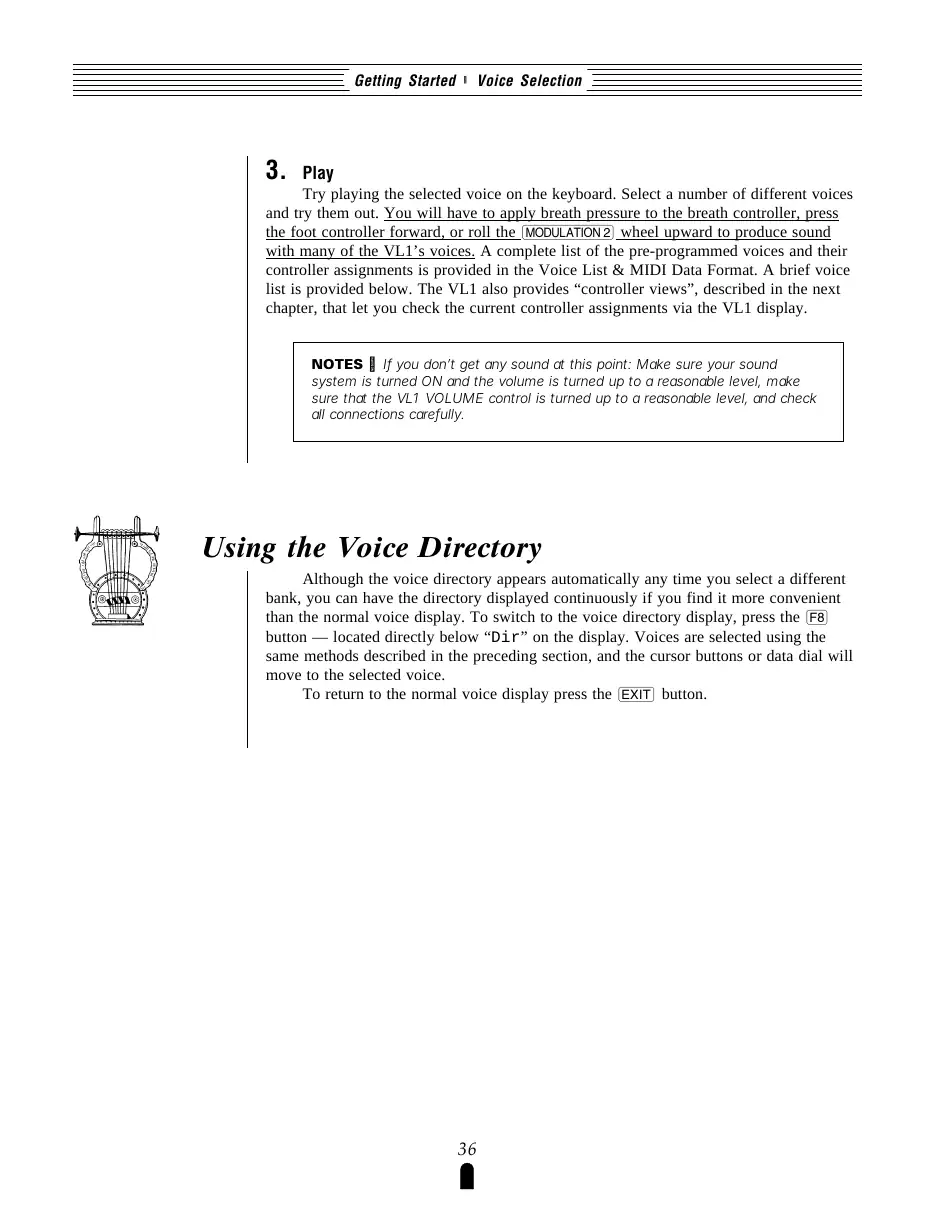 Getting Started Voice Selection
3. Play
Try playing the selected voice on the keyboard. Select a number of different voices
and try them out. You will have to apply breath pressure to the breath controller, press
the foot controller forward, or roll the MODULATION 2 wheel upward to produce sound
with many of the VL1’s voices. A complete list of the pre-programmed voices and their
controller assignments is provided in the Voice List & MIDI Data Format. A brief voice
list is provided below. The VL1 also provides “controller views”, described in the next
chapter, that let you check the current controller assignments via the VL1 display.
NOTES If you don’t get any sound at this point: Make sure your sound
system is turned ON and the volume is turned up to a reasonable level, make
sure that the VL1 VOLUME control is turned up to a reasonable level, and check
all connections carefully.
Using the Voice Directory
Although the voice directory appears automatically any time you select a different
bank, you can have the directory displayed continuously if you find it more convenient
than the normal voice display. To switch to the voice directory display, press the F8
button — located directly below “Dir” on the display. Voices are selected using the
same methods described in the preceding section, and the cursor buttons or data dial will
move to the selected voice.
To return to the normal voice display press the EXIT button.
36